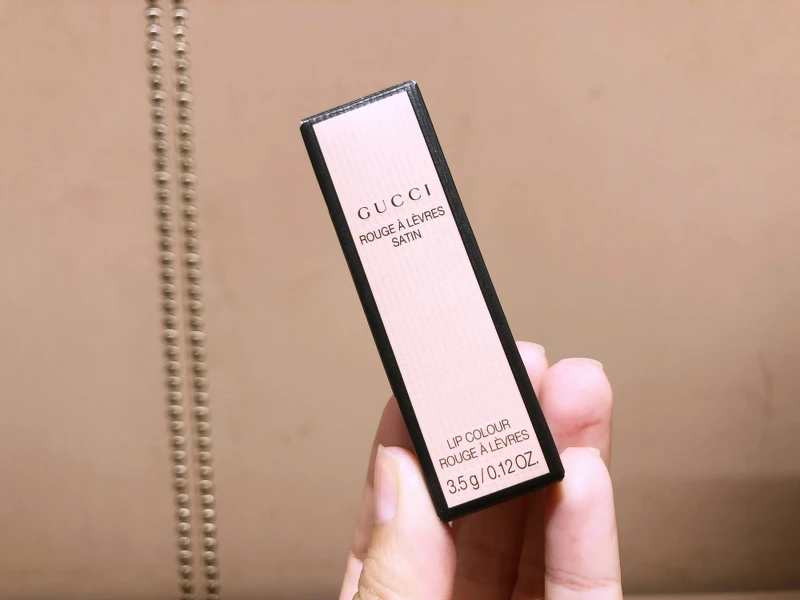 GUCCI
ROUGE À LÈVRES
SATIN
LIP COLOUR
ROUGE À LÈVRES
3.5 g / 0.12 OZ.